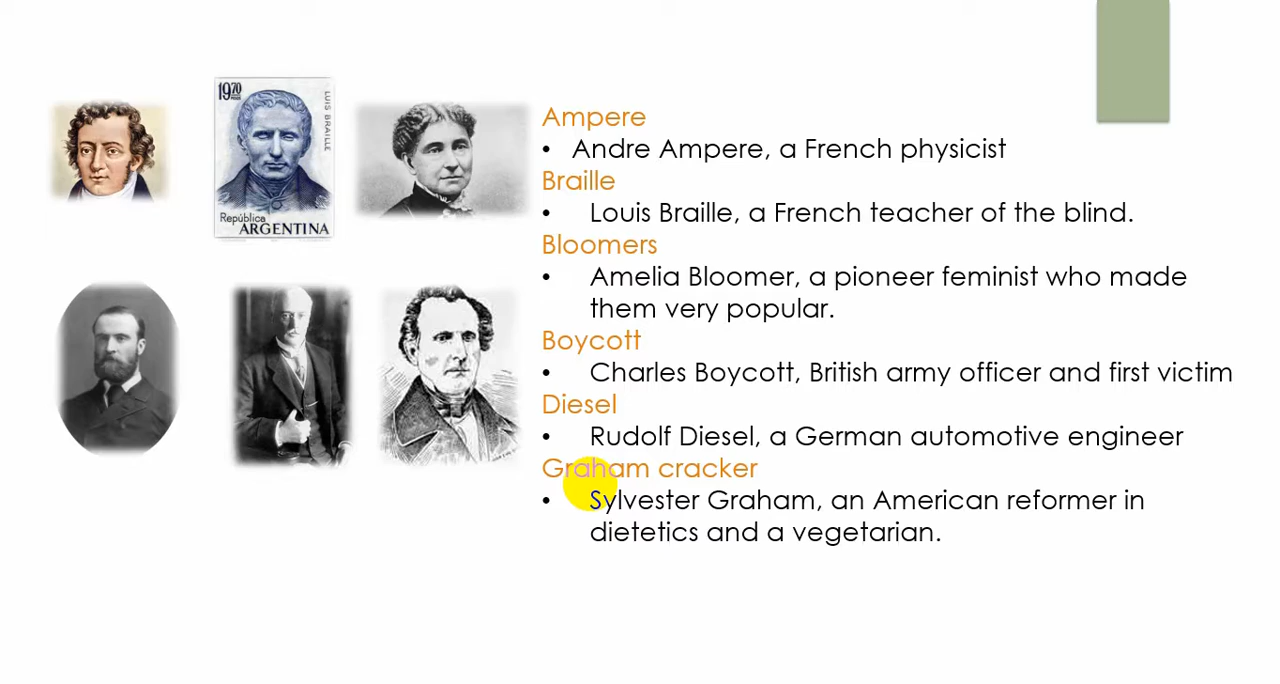 1970
PESOS
LUIS BRAILLE
República
ARGENTINA
Ampere
• Andre Ampere, a French physicist
Braille
• Louis Braille, a French teacher of the blind.
Bloomers
• Amelia Bloomer, a pioneer feminist who made
them very popular.
Boycott
• Charles Boycott, British army officer and first victim
Diesel
• Rudolf Diesel, a German automotive engineer
Graham cracker
• Sylvester Graham, an American reformer in
dietetics and a vegetarian.